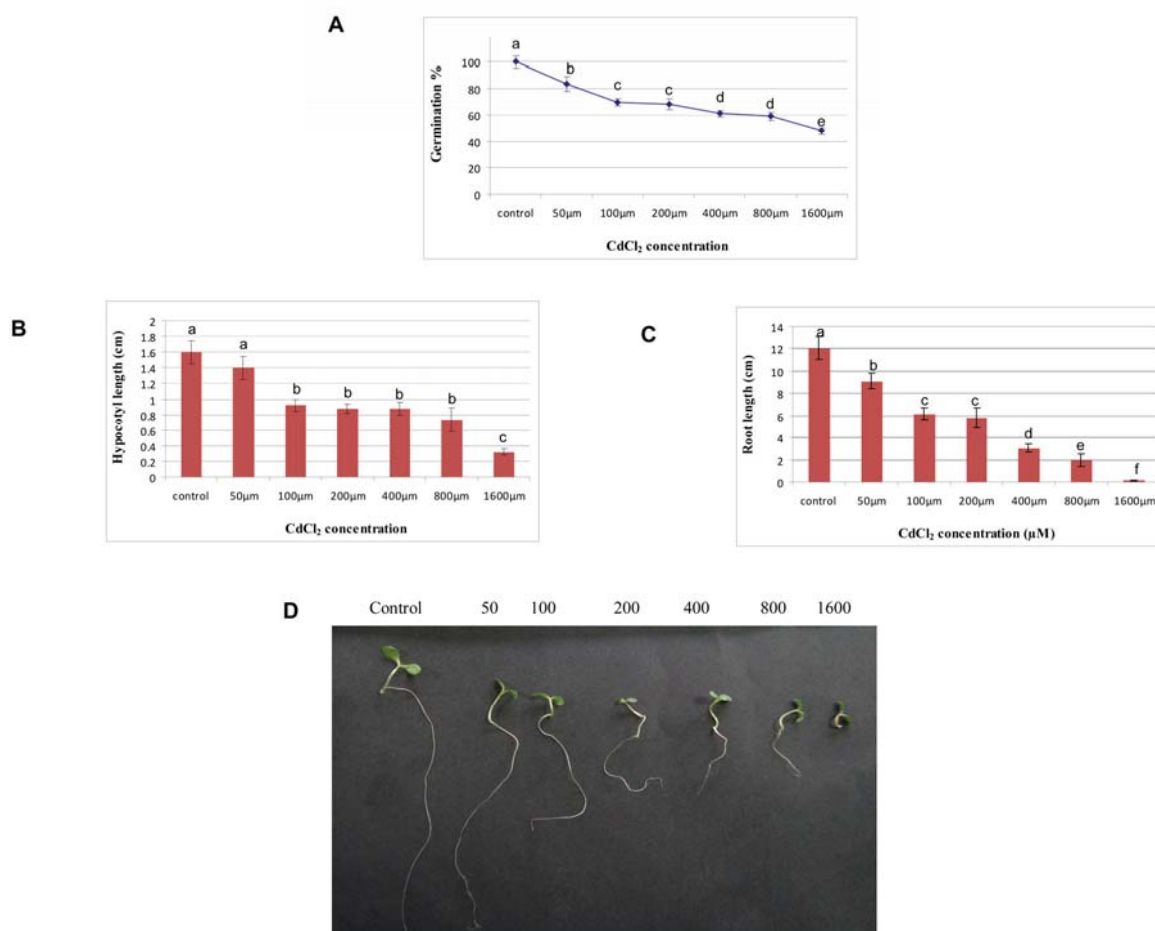 A
Germination %
100
80
60
40
20
0
a
b
c
c
d
d
e
control 50µm 100µm 200µm 400µm 800µm 1600µm
CdCl₂ concentration
B
Hypocotyl length (cm)
2
1.8
1.6
1.4
1.2
1
0.8
0.6
0.4
0.2
0
a
a
b
b
b
b
c
control 50µm 100µm 200µm 400µm 800µm 1600µm
CdCl₂ concentration
C
Root length (cm)
14
12
10
8
6
4
2
0
a
b
c
c
d
e
f
control 50µm 100µm 200µm 400µm 800µm 1600µm
CdCl₂ concentration (µM)
D
Control 50 100 200 400 800 1600